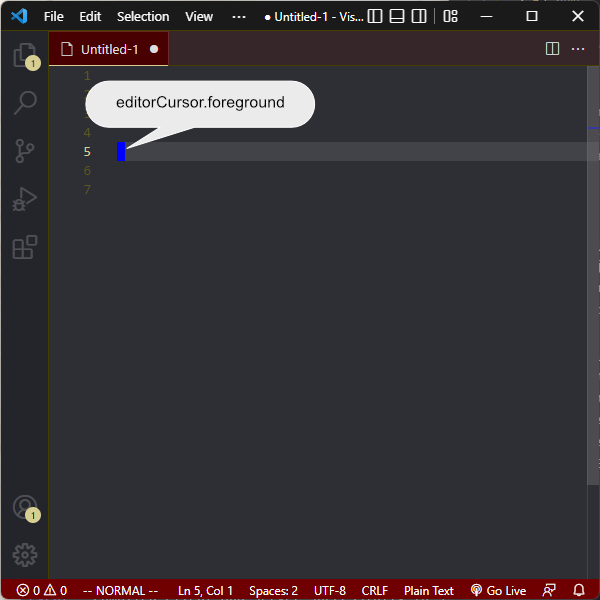 File Edit Selection View ··· ● Untitled-1 - Vis...
1
Untitled-1 ●
1
editorCursor.foreground
4
5
6
7
1
0 0 -- NORMAL -- Ln 5, Col 1 Spaces: 2 UTF-8 CRLF Plain Text Go Live